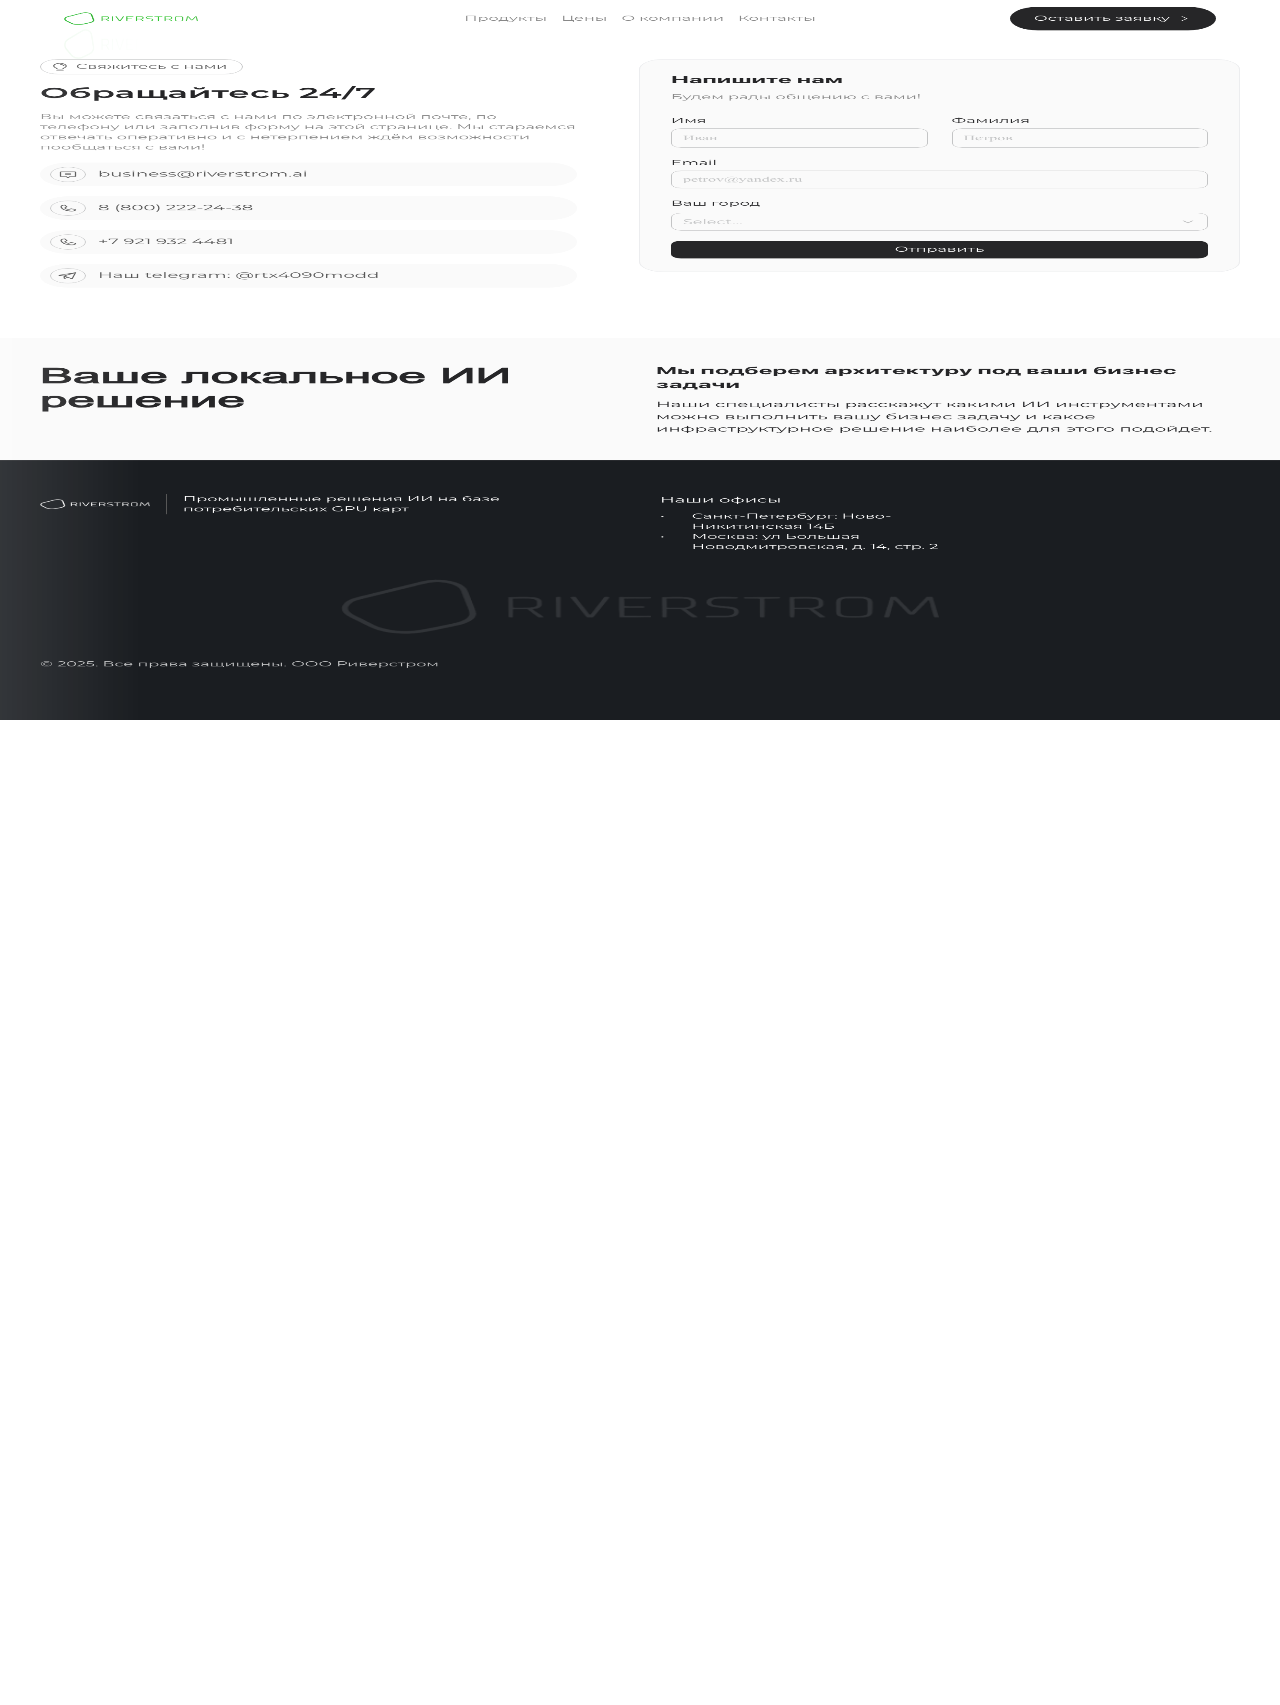 RIVERSTROM
Продукты Цены О компании Контакты
Оставить заявку >
Свяжитесь с нами
Обращайтесь 24/7
Вы можете связаться с нами по электронной почте, по
телефону или заполнив форму на этой странице. Мы стараемся
отвечать оперативно и с нетерпением ждём возможности
пообщаться с вами!
business@riverstrom.ai
8 (800) 222-24-38
+7 921 932 4481
Наш telegram: @rtx4090modd
Напишите нам
Будем рады общению с вами!
Имя Фамилия
Иван Петров
Email
petrov@yandex.ru
Ваш город
Select...
Отправить
Ваше локальное ИИ
решение
Мы подберем архитектуру под ваши бизнес
задачи
Наши специалисты расскажут какими ИИ инструментами
можно выполнить вашу бизнес задачу и какое
инфраструктурное решение наиболее для этого подойдет.
RIVERSTROM
Промышленные решения ИИ на базе
потребительских GPU карт
Наши офисы
• Санкт-Петербург: Ново-
Никитинская 14Б
• Москва: ул Большая
Новодмитровская, д. 14, стр. 2
RIVERSTROM
© 2025. Все права защищены. ООО Риверстром